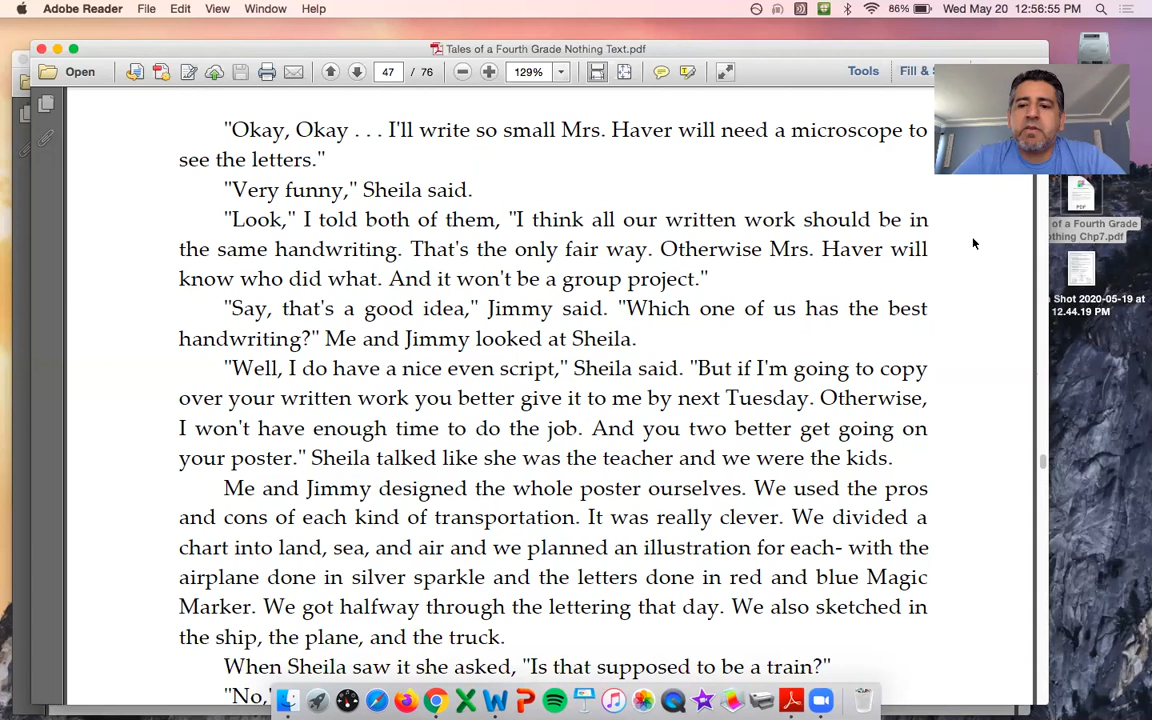 Adobe Reader File Edit View Window Help 86% Wed May 20 12:56:55 PM
Tales of a Fourth Grade Nothing Text.pdf
Open 47 / 76 129% Tools Fill &
"Okay, Okay . . . I'll write so small Mrs. Haver will need a microscope to
see the letters."
"Very funny," Sheila said.
"Look," I told both of them, "I think all our written work should be in
the same handwriting. That's the only fair way. Otherwise Mrs. Haver will
know who did what. And it won't be a group project."
"Say, that's a good idea," Jimmy said. "Which one of us has the best
handwriting?" Me and Jimmy looked at Sheila.
"Well, I do have a nice even script," Sheila said. "But if I'm going to copy
over your written work you better give it to me by next Tuesday. Otherwise,
I won't have enough time to do the job. And you two better get going on
your poster." Sheila talked like she was the teacher and we were the kids.
Me and Jimmy designed the whole poster ourselves. We used the pros
and cons of each kind of transportation. It was really clever. We divided a
chart into land, sea, and air and we planned an illustration for each- with the
airplane done in silver sparkle and the letters done in red and blue Magic
Marker. We got halfway through the lettering that day. We also sketched in
the ship, the plane, and the truck.
When Sheila saw it she asked, "Is that supposed to be a train?"
"No,"
PDF
of a Fourth Grade
othing Chp7.pdf
Shot 2020-05-19 at
12.44.19 PM